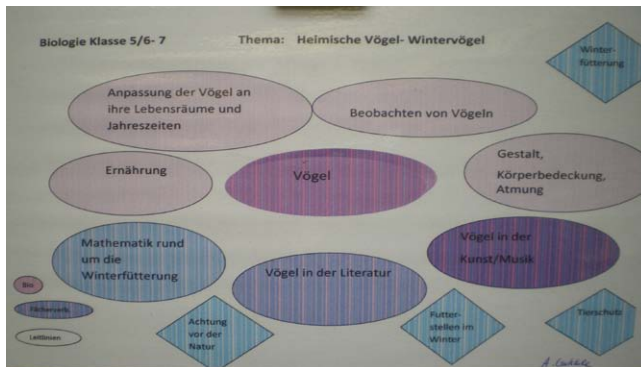 Biologie Klasse 5/6- 7 Thema: Heimische Vögel- Wintervögel
Winter-
fütterung
Anpassung der Vögel an
ihre Lebensräume und
Jahreszeiten
Beobachten von Vögeln
Ernährung
Vögel
Gestalt,
Körperbedeckung,
Atmung
Mathematik rund
um die
Winterfütterung
Vögel in der Literatur
Vögel in der
Kunst/Musik
Bio
Fächerverb.
Leitlinien
Achtung
vor der
Natur
Futter-
stellen im
Winter
Tierschutz